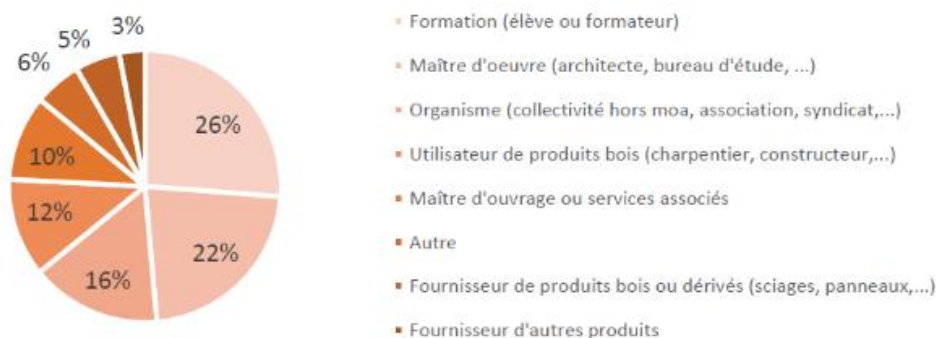 3%
5%
6%
26%
10%
12%
22%
16%
Formation (élève ou formateur)
Maître d'oeuvre (architecte, bureau d'étude, ...)
Organisme (collectivité hors moa, association, syndicat,...)
Utilisateur de produits bois (charpentier, constructeur,...)
Maître d'ouvrage ou services associés
Autre
Fournisseur de produits bois ou dérivés (sciages, panneaux,...)
Fournisseur d'autres produits